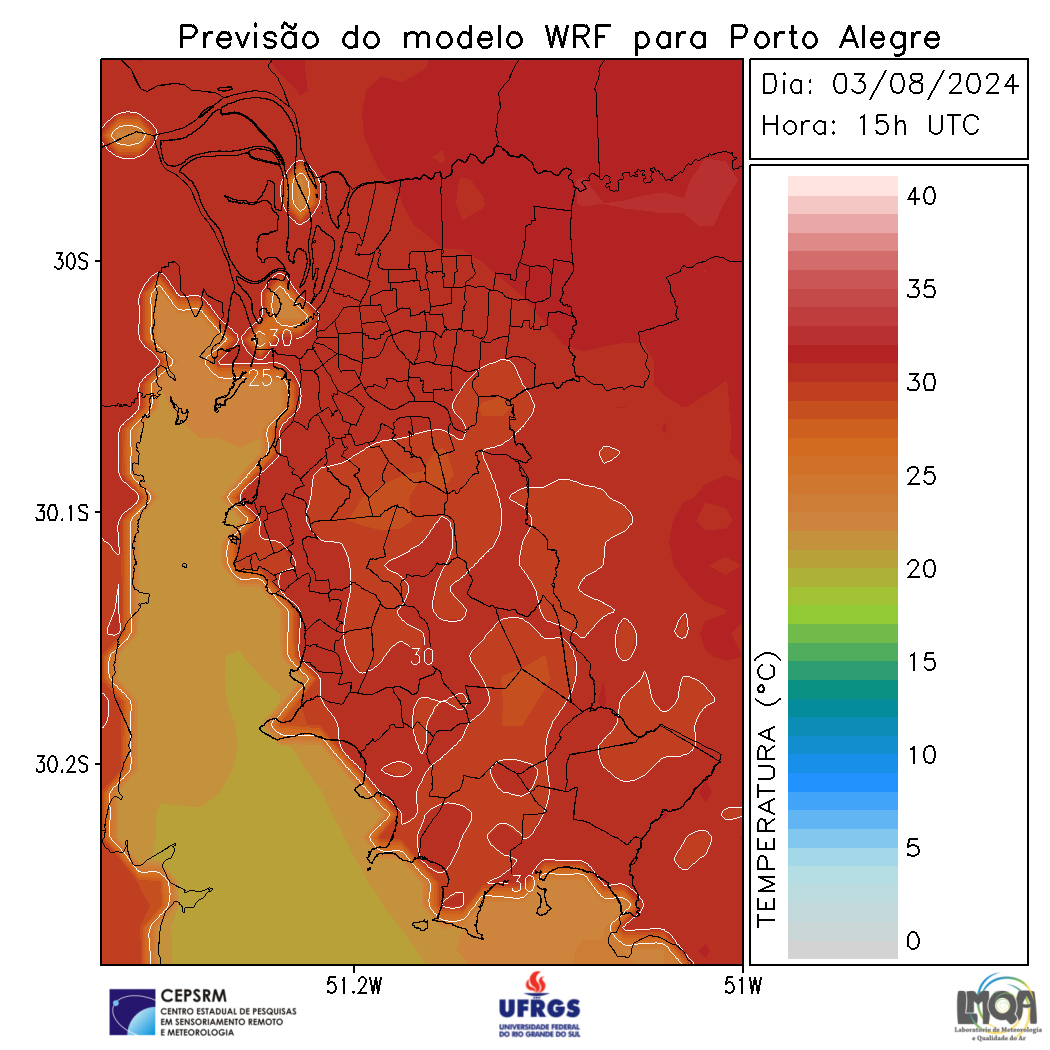 Previsão do modelo WRF para Porto Alegre
Dia: 03/08/2024
Hora: 15h UTC
40
35
30
25
20
15
10
5
0
TEMPERATURA (°C)
30S
30.1S
30.2S
51.2W
51W
30
25
30
30
CEPSRM
CENTRO ESTADUAL DE PESQUISAS
EM SENSORIAMENTO REMOTO
E METEOROLOGIA
UFRGS
UNIVERSIDADE FEDERAL
DO RIO GRANDE DO SUL
LMQA
Laboratório de Meteorologia
e Qualidade do Ar